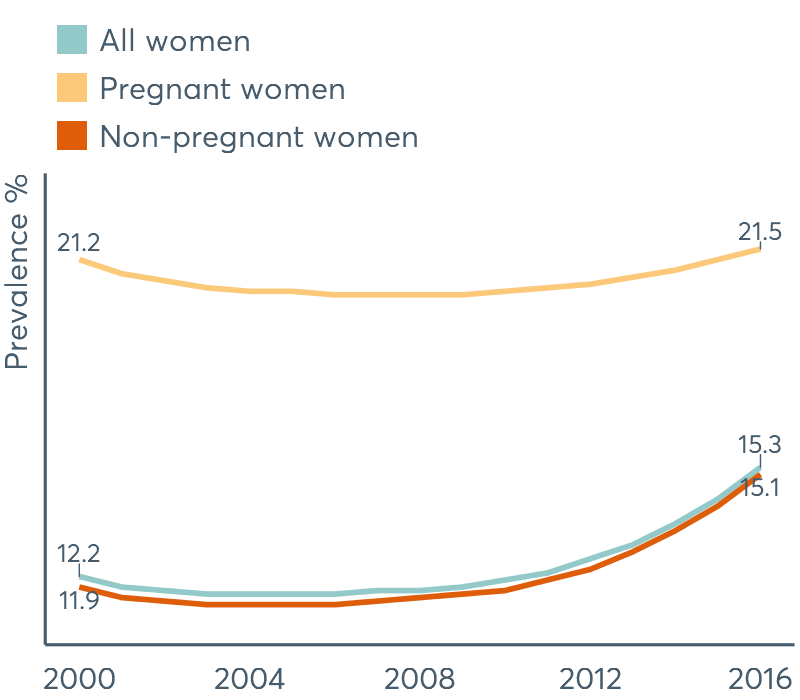 All women
Pregnant women
Non-pregnant women
Prevalence %
21.2
21.5
15.3
15.1
12.2
11.9
2000 2004 2008 2012 2016